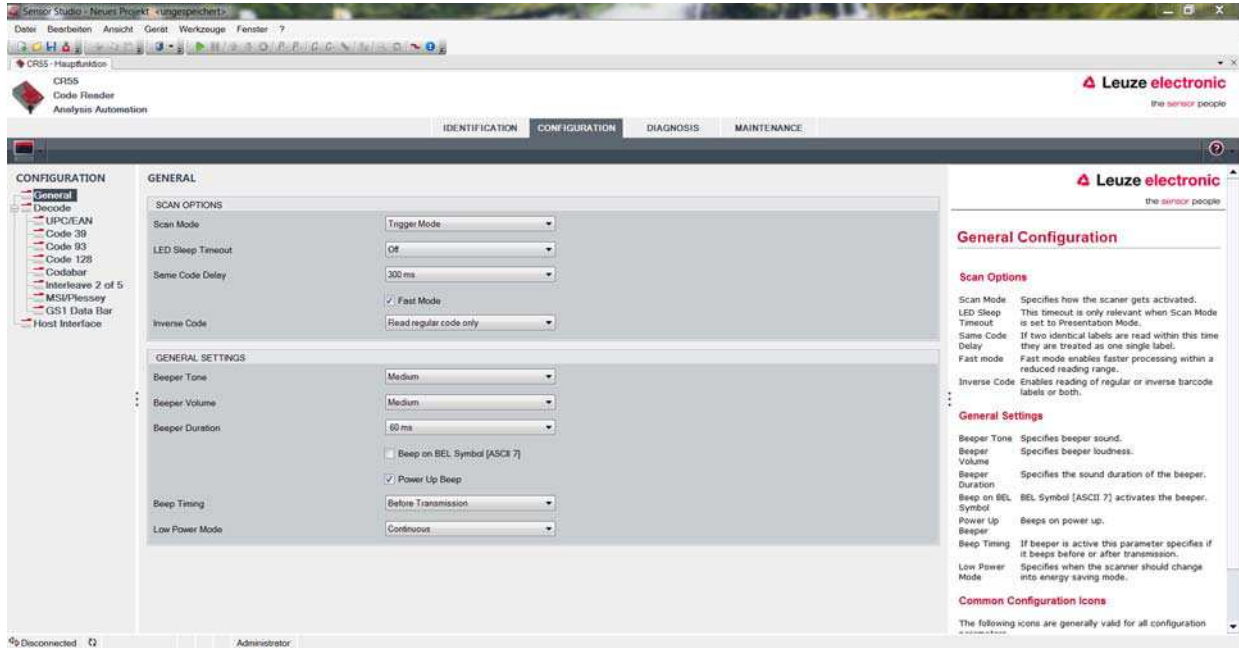 Sensor Studio - Neues Projekt <ungespeichert>
Datei Bearbeiten Ansicht Gerät Werkzeuge Fenster ?
CR55 - Hauptfunktion
CR55
Code Reader
Analysis Automation
Leuze electronic
the sensor people
IDENTIFICATION CONFIGURATION DIAGNOSIS MAINTENANCE
CONFIGURATION
General
Decode
UPC/EAN
Code 39
Code 93
Code 128
Codabar
Interleave 2 of 5
MSI/Plessey
GS1 Data Bar
Host Interface
GENERAL
SCAN OPTIONS
Scan Mode Trigger Mode
LED Sleep Timeout Off
Same Code Delay 300 ms
Fast Mode
Inverse Code Read regular code only
GENERAL SETTINGS
Beeper Tone Medium
Beeper Volume Medium
Beeper Duration 60 ms
Beep on BEL Symbol [ASCII 7]
Power Up Beep
Beep Timing Before Transmission
Low Power Mode Continuous
Leuze electronic
the sensor people
General Configuration
Scan Options
Scan Mode Specifies how the scaner gets activated.
LED Sleep This timeout is only relevant when Scan Mode
Timeout is set to Presentation Mode.
Same Code If two identical labels are read within this time
Delay they are treated as one single label.
Fast mode Fast mode enables faster processing within a
reduced reading range.
Inverse Code Enables reading of regular or inverse barcode
labels or both.
General Settings
Beeper Tone Specifies beeper sound.
Beeper Specifies beeper loudness.
Volume
Beeper Specifies the sound duration of the beeper.
Duration
Beep on BEL BEL Symbol [ASCII 7] activates the beeper.
Symbol
Power Up Beeps on power up.
Beeper
Beep Timing If beeper is active this parameter specifies if
it beeps before or after transmission.
Low Power Specifies when the scanner should change
Mode into energy saving mode.
Common Configuration Icons
The following icons are generally valid for all configuration
Disconnected Administrator